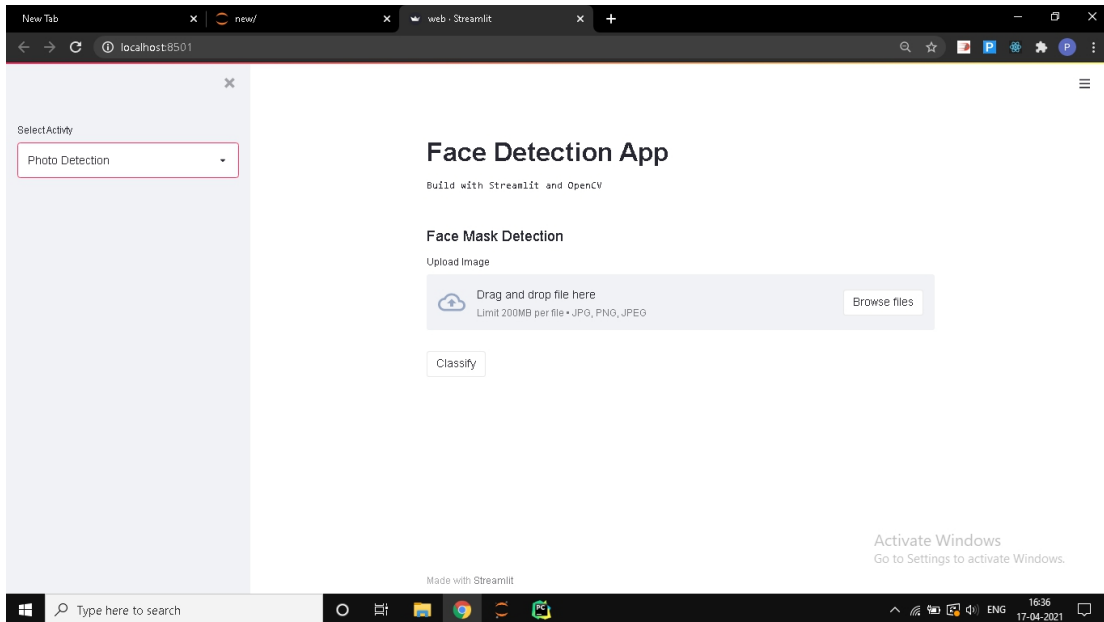 New Tab
new/
web · Streamlit
localhost:8501
P
P
Select Activty
Photo Detection
Face Detection App
Build with Streamlit and OpenCV
Face Mask Detection
Upload Image
Drag and drop file here
Limit 200MB per file • JPG, PNG, JPEG
Browse files
Classify
Activate Windows
Go to Settings to activate Windows.
Made with Streamlit
Type here to search
PC
ENG
16:36
17-04-2021